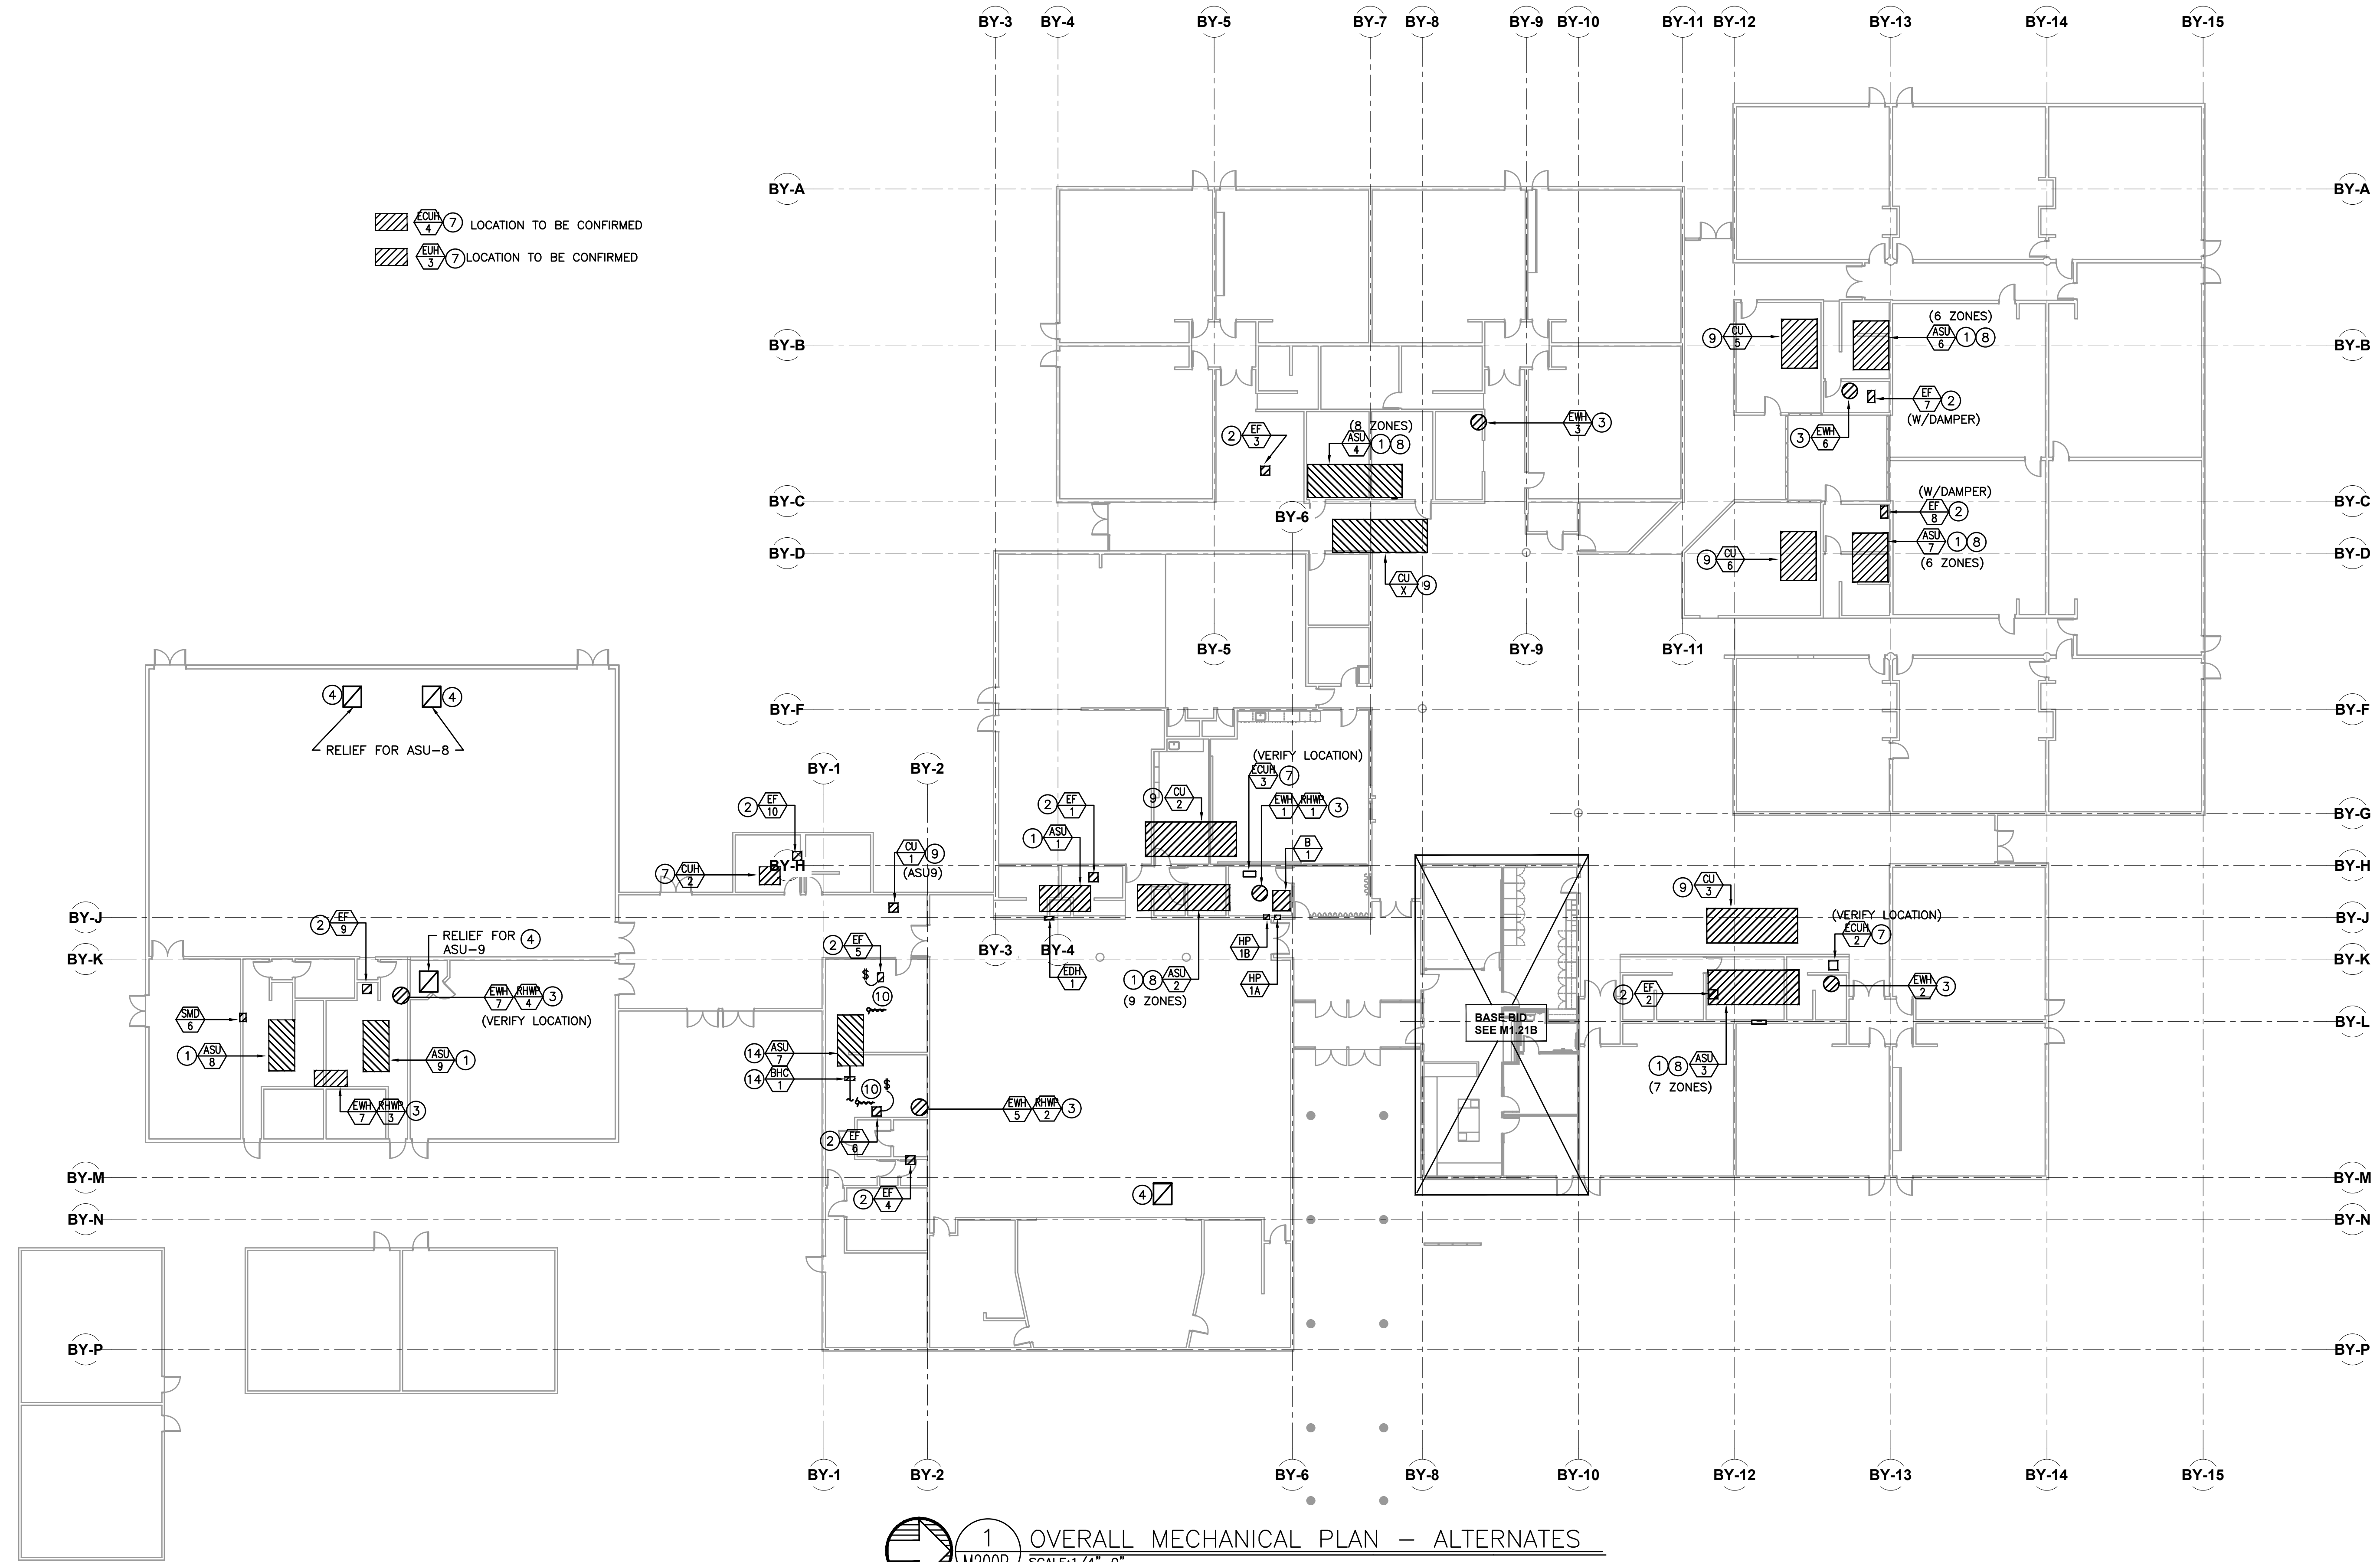 BY-3 BY-4 BY-5 BY-7 BY-8 BY-9 BY-10 BY-11 BY-12 BY-13 BY-14 BY-15
BY-A
BY-A
ECUH
4
7
LOCATION TO BE CONFIRMED
EUH
3
7
LOCATION TO BE CONFIRMED
BY-B
BY-B
9
CU
5
(6 ZONES)
ASU
6
1
8
EF
7
2
(W/DAMPER)
3
EWH
6
2
EF
3
(8 ZONES)
ASU
4
1
8
EWH
3
3
BY-C
BY-C
BY-6
(W/DAMPER)
EF
8
2
ASU
7
1
8
(6 ZONES)
9
CU
6
BY-D
BY-D
CU
X
9
BY-5
BY-9
BY-11
4
4
RELIEF FOR ASU-8
BY-F
BY-F
BY-1
BY-2
(VERIFY LOCATION)
ECUH
3
7
2
EF
10
2
EF
1
9
CU
2
EWH
1
RHWP
1
3
1
ASU
1
B
1
BY-G
BY-H
BY-H
7
CUH
2
CU
1
9
(ASU9)
9
CU
3
(VERIFY LOCATION)
ECUH
2
7
BY-J
BY-J
2
EF
9
RELIEF FOR
ASU-9
4
2
EF
5
$
10
BY-3
BY-4
HP
1B
HP
1A
EDH
1
1
8
ASU
2
(9 ZONES)
BY-K
BY-K
EWH
7
RHWP
4
3
(VERIFY LOCATION)
2
EF
2
EWH
2
3
SMD
6
1
ASU
8
ASU
9
1
14
ASU
7
14
BHC
1
10
$
BASE BID
SEE M1.21B
BY-L
1
8
ASU
3
(7 ZONES)
EWH
7
RHWP
3
3
EWH
5
RHWP
2
3
2
EF
6
2
EF
4
4
BY-M
BY-M
BY-N
BY-N
BY-P
BY-P
BY-1 BY-2 BY-6 BY-8 BY-10 BY-12 BY-13 BY-14 BY-15
1
M200B
OVERALL MECHANICAL PLAN – ALTERNATES